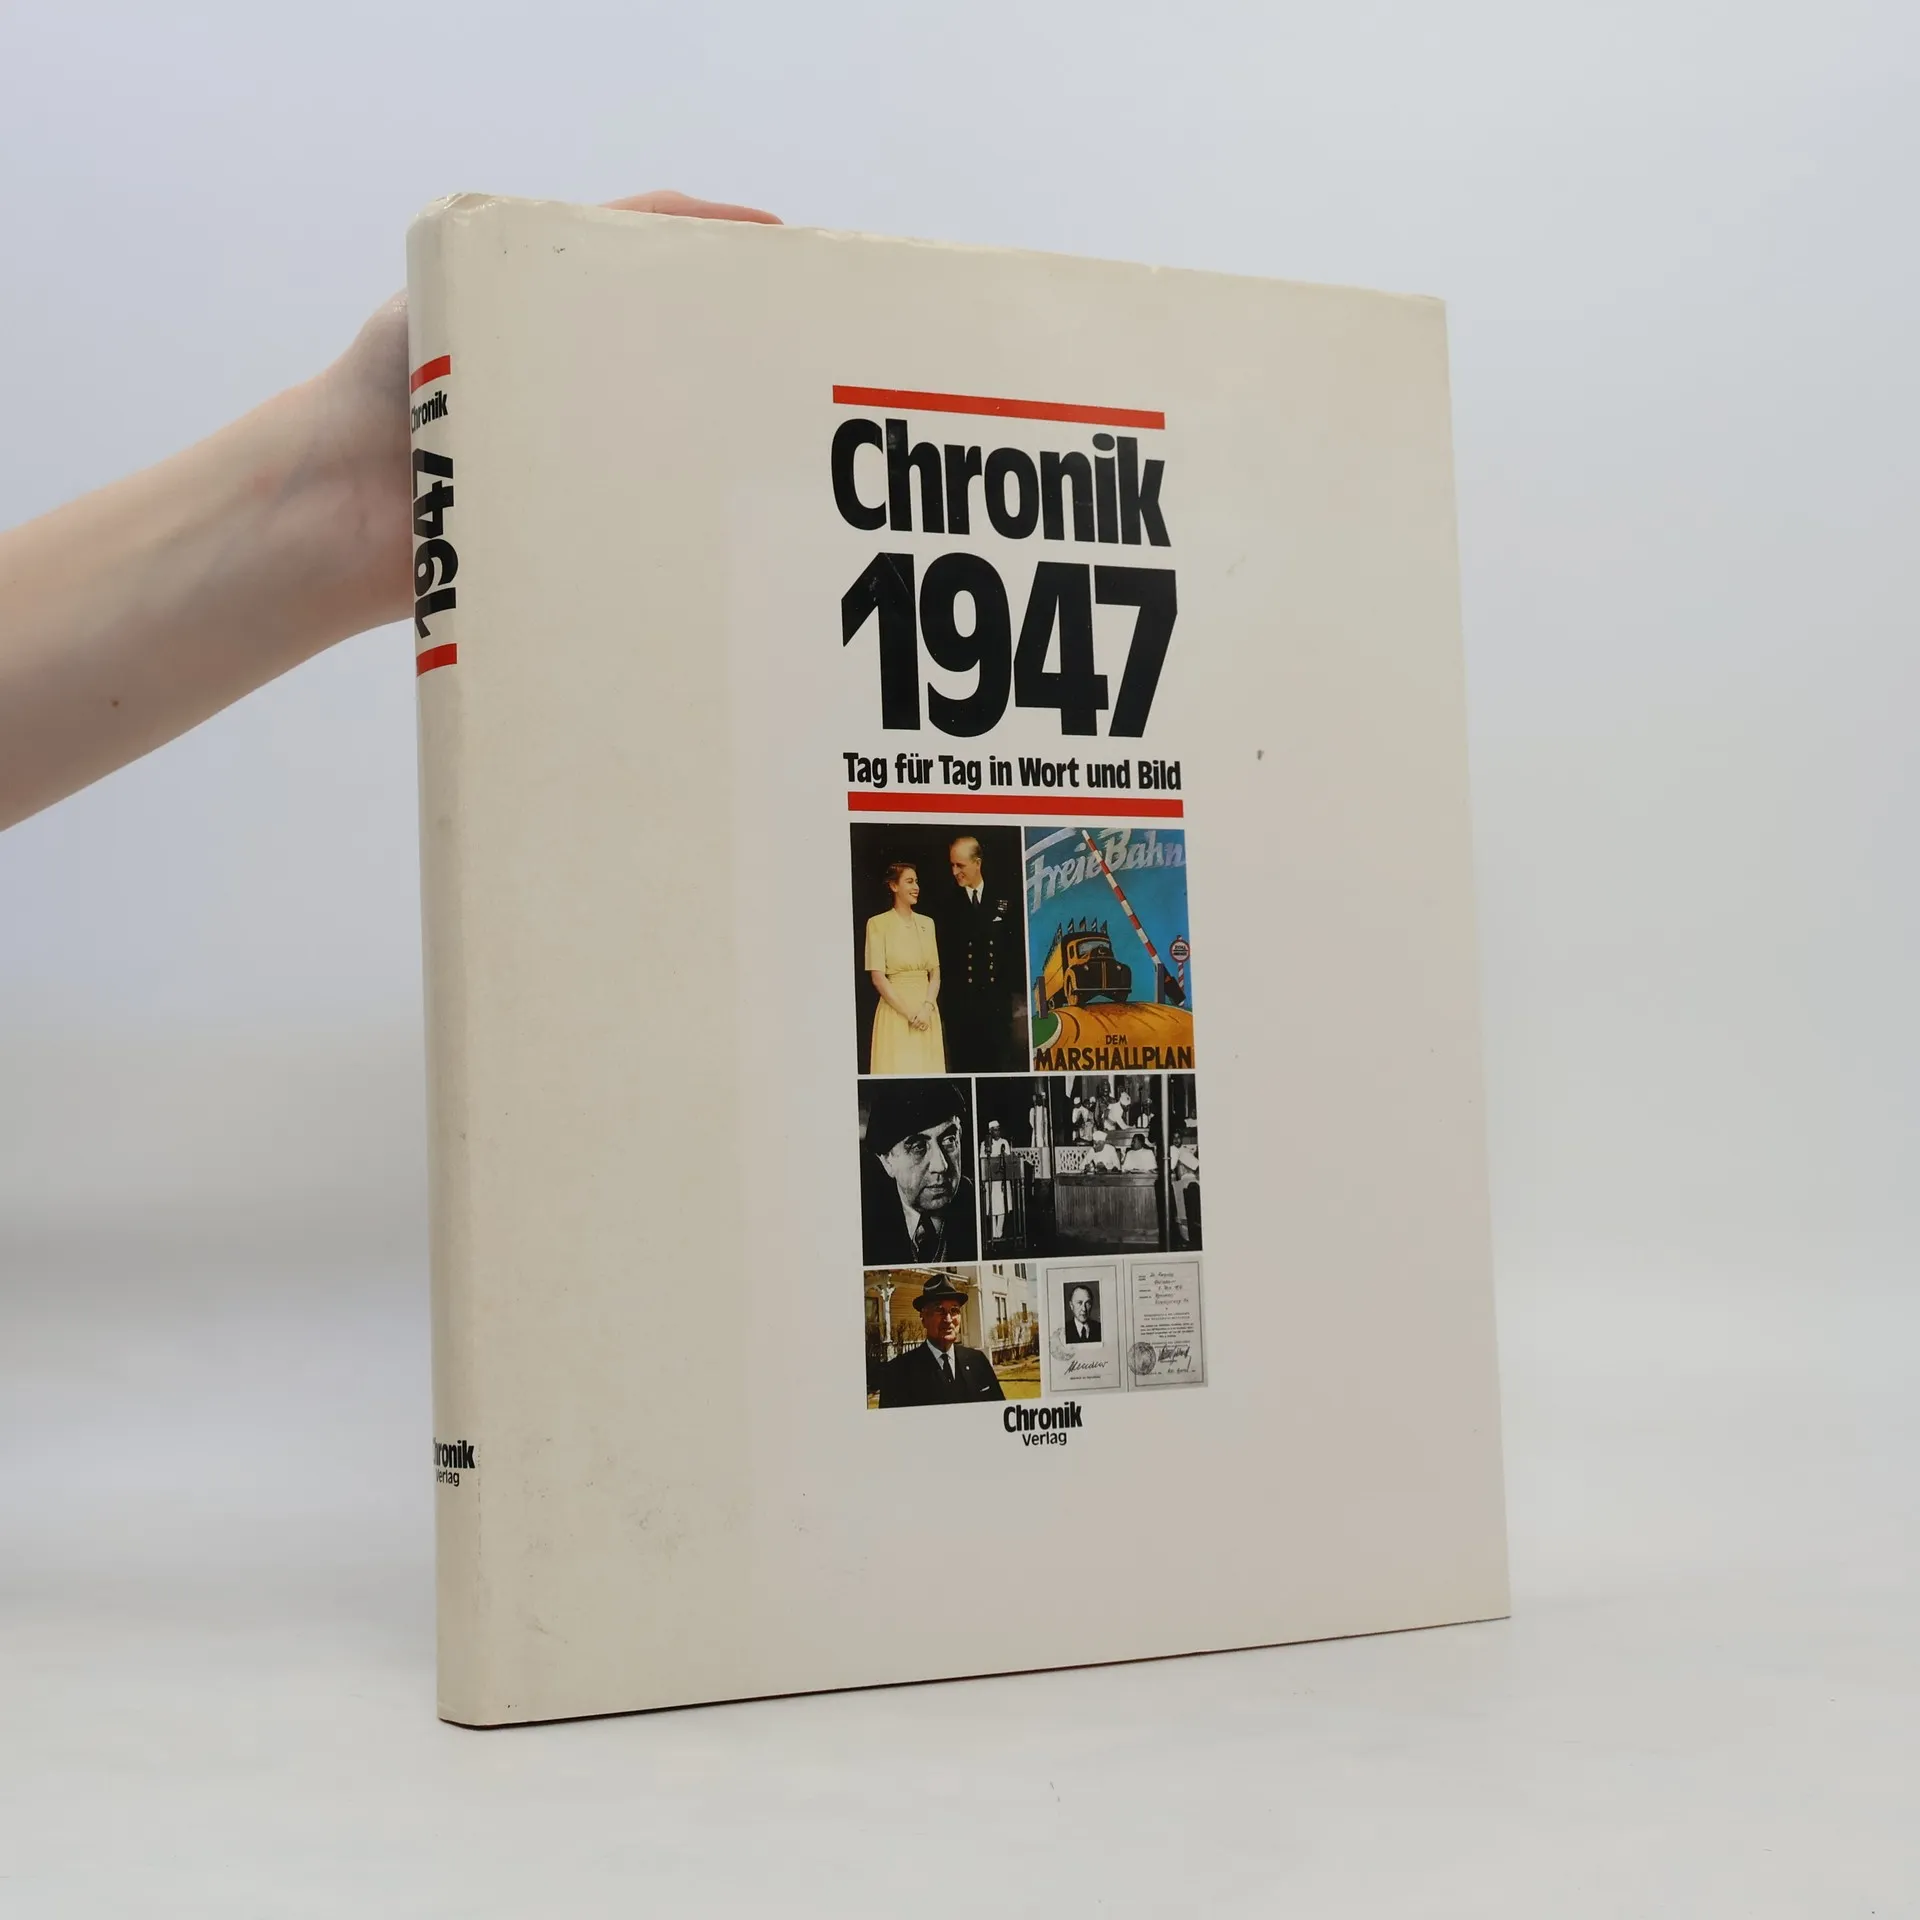 Chronik
1947
Chronik
Verlag
Chronik
1947
Tag für Tag in Wort und Bild
freie Bahn
DEM
MARSHALLPLAN
Chronik
Verlag